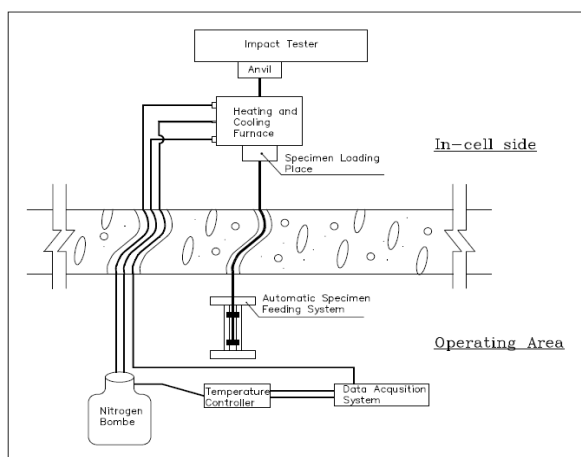 Impact Tester
Anvil
Heating and
Cooling
Furnace
In-cell side
Specimen Loading
Place
Automatic Specimen
Feeding System
Operating Area
Nitrogen
Bombe
Temperature
Controller
Data Acqusition
System